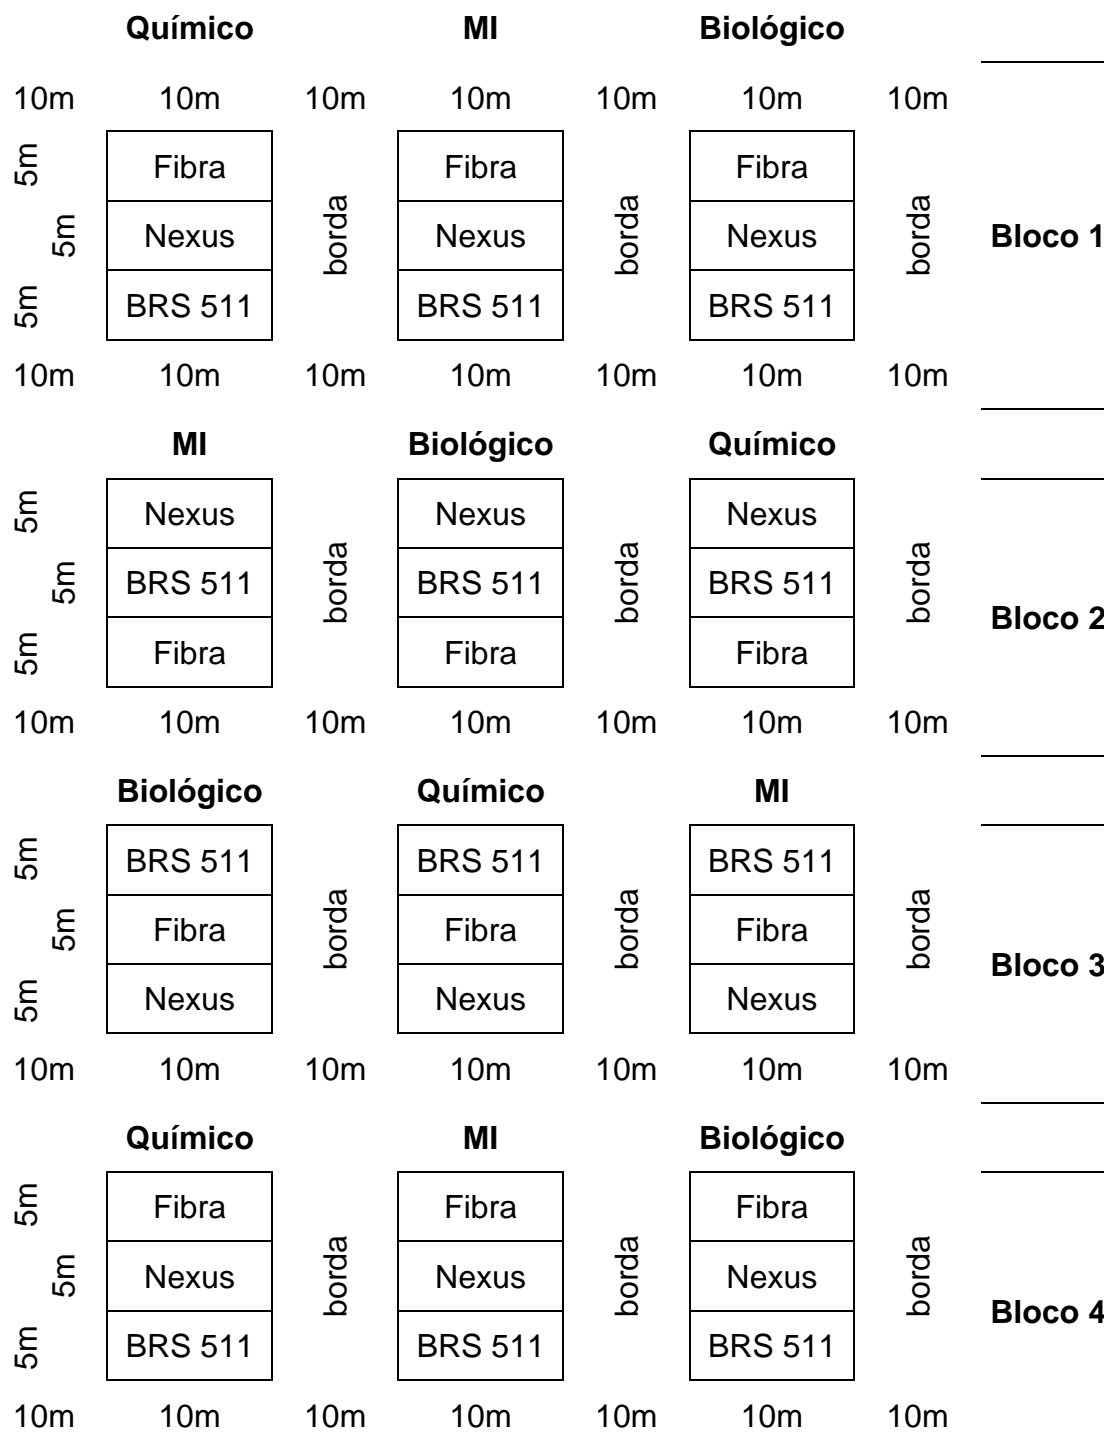 Químico MI Biológico
10m 10m 10m 10m 10m 10m 10m
5m Fibra Fibra Fibra
5m Nexus borda Nexus borda Nexus borda Bloco 1
5m BRS 511 BRS 511 BRS 511
10m 10m 10m 10m 10m 10m 10m
MI Biológico Químico
5m Nexus Nexus Nexus
5m BRS 511 borda BRS 511 borda BRS 511 borda Bloco 2
5m Fibra Fibra Fibra
10m 10m 10m 10m 10m 10m 10m
Biológico Químico MI
5m BRS 511 BRS 511 BRS 511
5m Fibra borda Fibra borda Fibra borda Bloco 3
5m Nexus Nexus Nexus
10m 10m 10m 10m 10m 10m 10m
Químico MI Biológico
5m Fibra Fibra Fibra
5m Nexus borda Nexus borda Nexus borda Bloco 4
5m BRS 511 BRS 511 BRS 511
10m 10m 10m 10m 10m 10m 10m